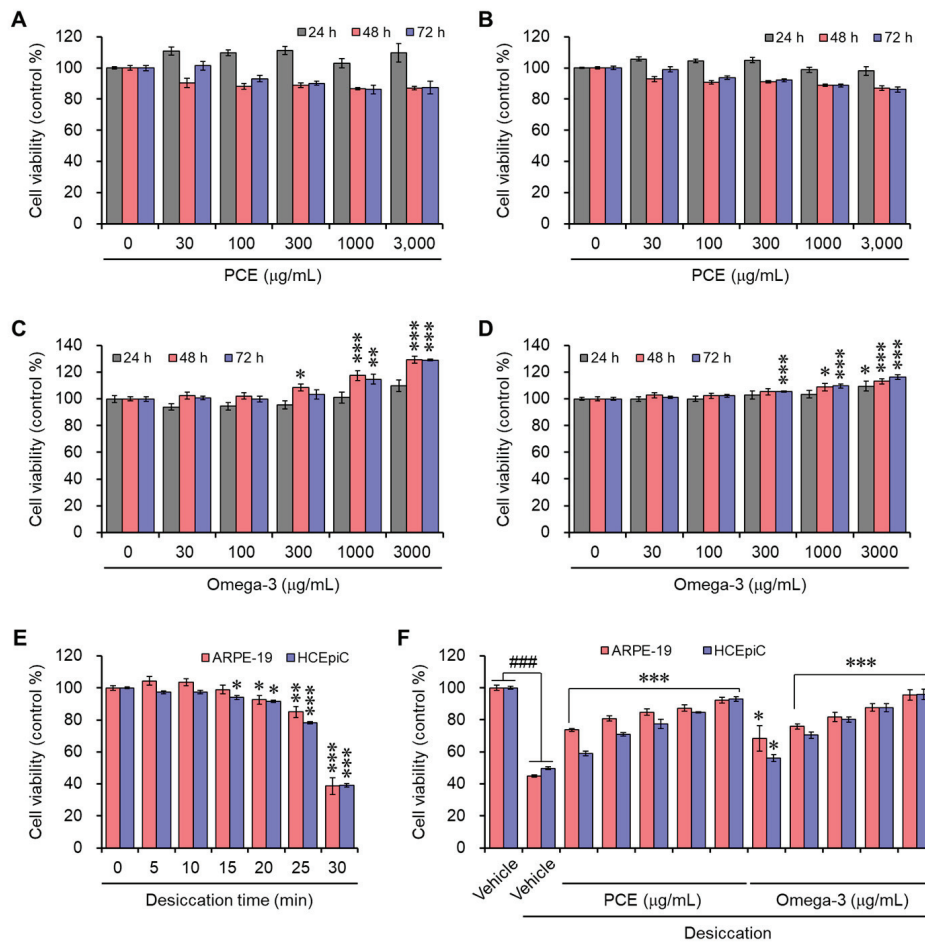 A
120
100
80
60
40
20
0
Cell viability (control %)
24 h 48 h 72 h
0 30 100 300 1000 3,000
PCE (μg/mL)
B
120
100
80
60
40
20
0
Cell viability (control %)
24 h 48 h 72 h
0 30 100 300 1000 3,000
PCE (μg/mL)
C
140
120
100
80
60
40
20
0
Cell viability (control %)
24 h 48 h 72 h
* *** ** *** ***
0 30 100 300 1000 3000
Omega-3 (μg/mL)
D
140
120
100
80
60
40
20
0
Cell viability (control %)
24 h 48 h 72 h
*** * *** * *** ***
0 30 100 300 1000 3000
Omega-3 (μg/mL)
E
120
100
80
60
40
20
0
Cell viability (control %)
ARPE-19 HCEpiC
* * * ** *** *** ***
0 5 10 15 20 25 30
Desiccation time (min)
F
120
100
80
60
40
20
0
Cell viability (control %)
ARPE-19 HCEpiC
### *** * * ***
Vehicle Vehicle
PCE (μg/mL) Omega-3 (μg/mL)
Desiccation